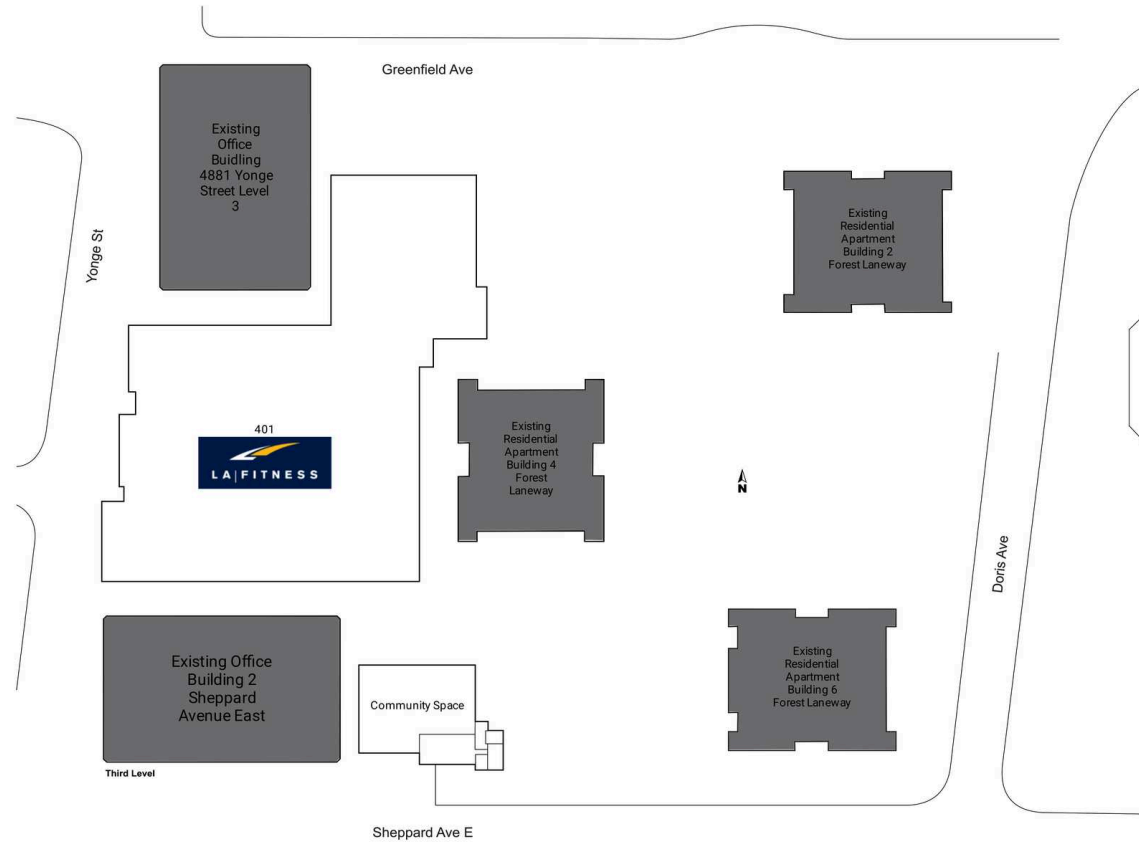 Greenfield Ave
Existing
Office
Buidling
4881 Yonge
Street Level
3
Yonge St
Existing
Residential
Apartment
Building 2
Forest Laneway
401
LA|FITNESS
Existing
Residential
Apartment
Building 4
Forest
Laneway
N
Doris Ave
Existing Office
Building 2
Sheppard
Avenue East
Community Space
Existing
Residential
Apartment
Building 6
Forest Laneway
Third Level
Sheppard Ave E